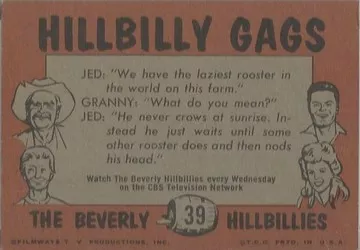 HILLBILLY GAGS
JED: "We have the laziest rooster in
the world on this farm."
GRANNY: "What do you mean?"
JED: "He never crows at sunrise. In-
stead he just waits until some
other rooster does and then nods
his head."
Watch The Beverly Hillbillies every Wednesday
on the CBS Television Network
THE BEVERLY 39 HILLBILLIES
©FILMWAYS T V PRODUCTIONS, INC. ©T.C.G. PRTD. IN U.S.A.